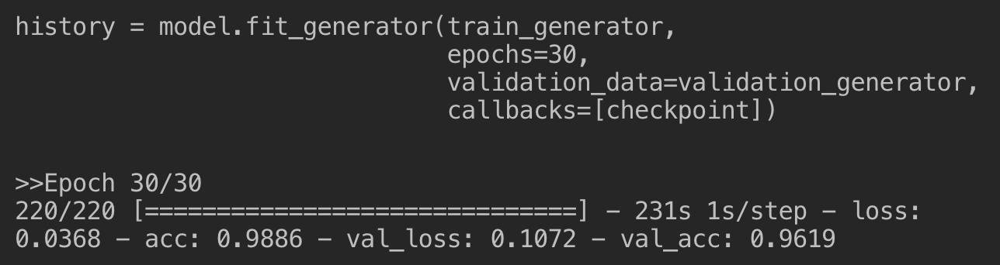 history = model.fit_generator(train_generator,
                              epochs=30,
                              validation_data=validation_generator,
                              callbacks=[checkpoint])
>>Epoch 30/30
220/220 [==============================] – 231s 1s/step – loss:
0.0368 – acc: 0.9886 – val_loss: 0.1072 – val_acc: 0.9619